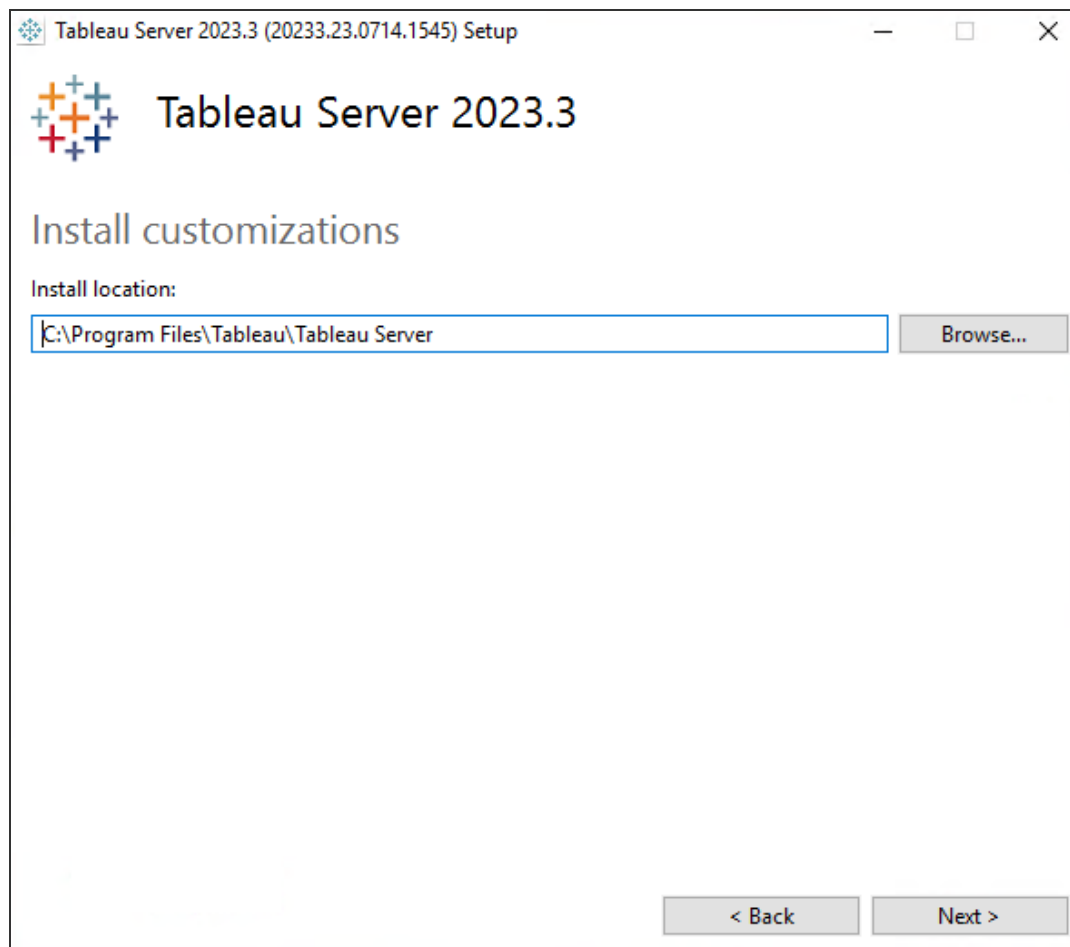 Tableau Server 2023.3 (20233.23.0714.1545) Setup
Tableau Server 2023.3
Install customizations
Install location:
C:\Program Files\Tableau\Tableau Server
Browse...
< Back
Next >